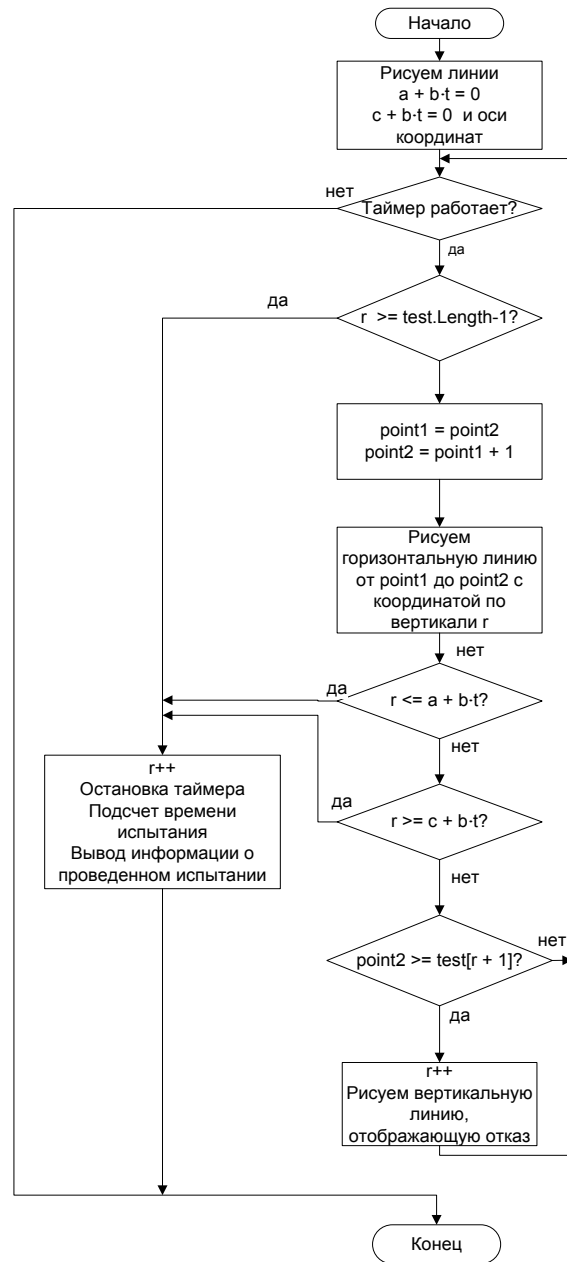 Начало
Рисуем линии
a + b·t = 0
c + b·t = 0 и оси
координат
нет
Таймер работает?
да
да
r >= test.Length-1?
point1 = point2
point2 = point1 + 1
Рисуем
горизонтальную линию
от point1 до point2 с
координатой по
вертикали r
нет
да
r <= a + b·t?
нет
r++
Остановка таймера
Подсчет времени
испытания
Вывод информации о
проведенном испытании
да
r >= c + b·t?
нет
point2 >= test[r + 1]?
нет
да
r++
Рисуем вертикальную
линию,
отображающую отказ
Конец